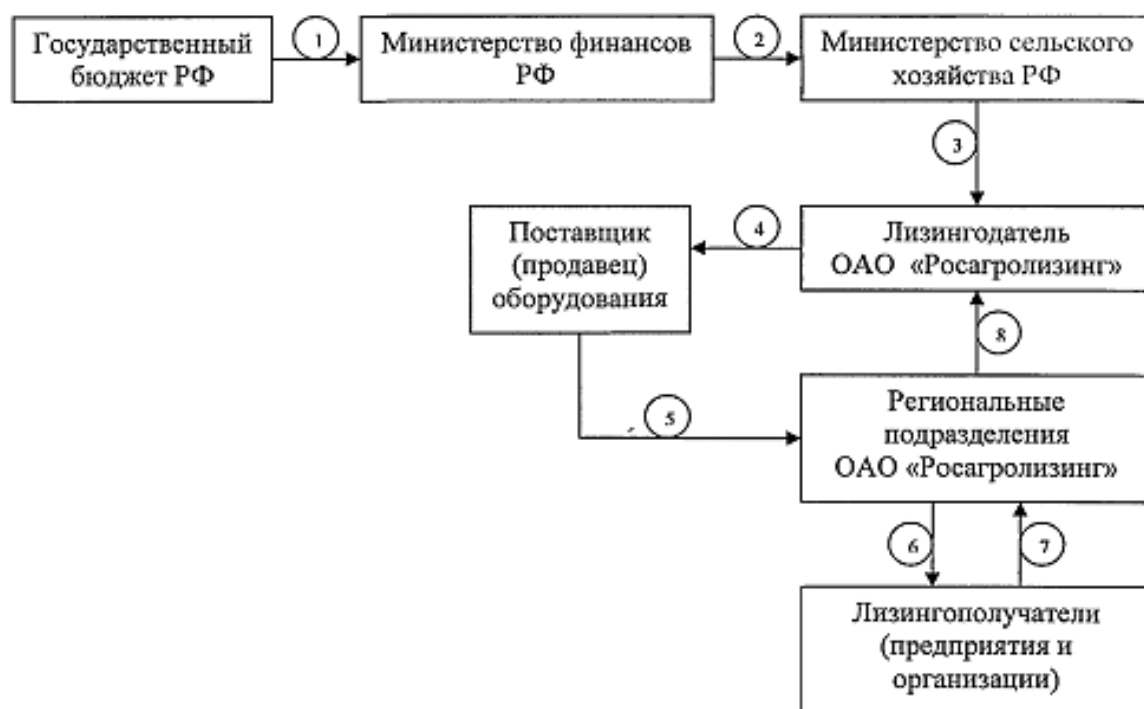 Государственный
бюджет РФ
1
Министерство финансов
РФ
2
Министерство сельского
хозяйства РФ
3
Поставщик
(продавец)
оборудования
4
Лизингодатель
ОАО «Росагролизинг»
8
5
Региональные
подразделения
ОАО «Росагролизинг»
6
7
Лизингополучатели
(предприятия и
организации)